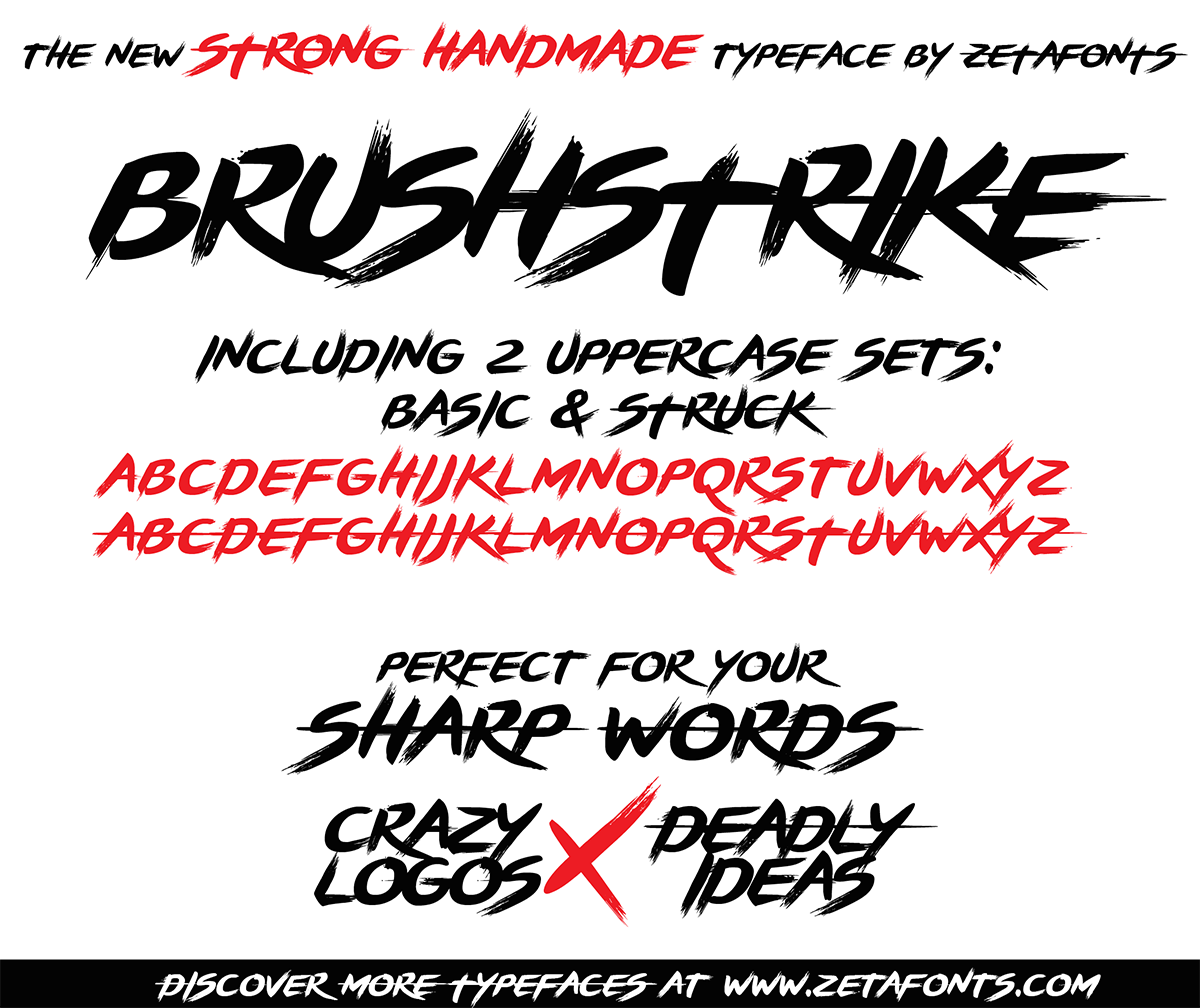 THE NEW STRONG HANDMADE TYPEFACE BY ZETAFONTS
BRUSHSTRIKE
INCLUDING 2 UPPERCASE SETS:
BASIC & STRUCK
ABCDEFGHIJKLMNOPQRSTUVWXYZ
ABCDEFGHIJKLMNOPQRSTUVWXYZ
PERFECT FOR YOUR
SHARP WORDS
CRAZY
LOGOS
X
DEADLY
IDEAS
DISCOVER MORE TYPEFACES AT WWW.ZETAFONTS.COM